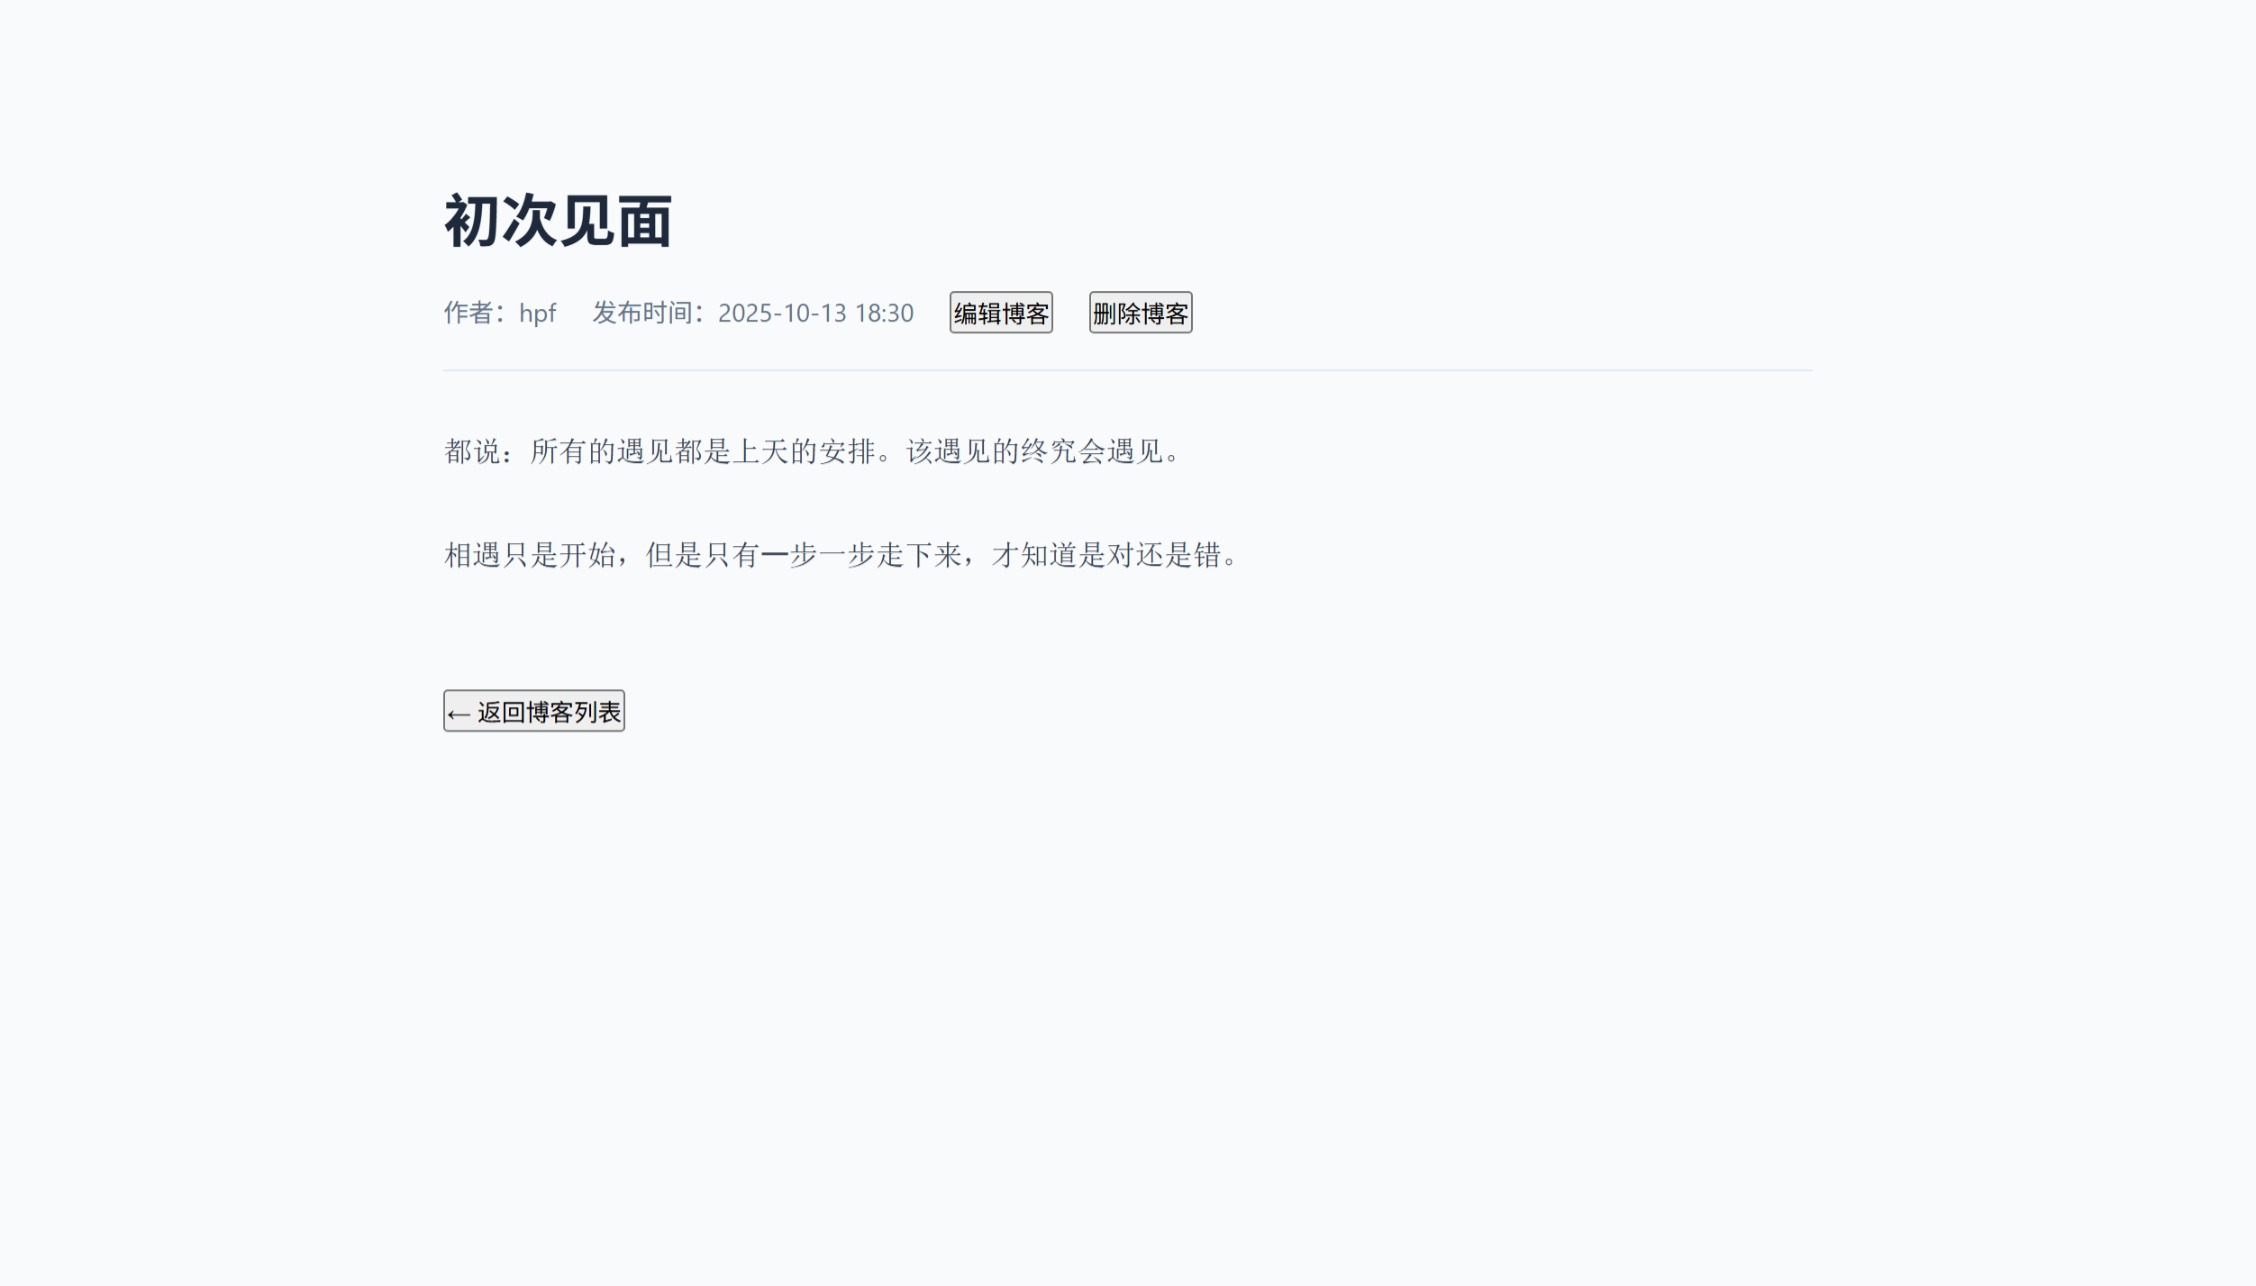 初次见面
作者：hpf 发布时间：2025-10-13 18:30 编辑博客 删除博客
都说：所有的遇见都是上天的安排。该遇见的终究会遇见。
相遇只是开始，但是只有一步一步走下来，才知道是对还是错。
← 返回博客列表